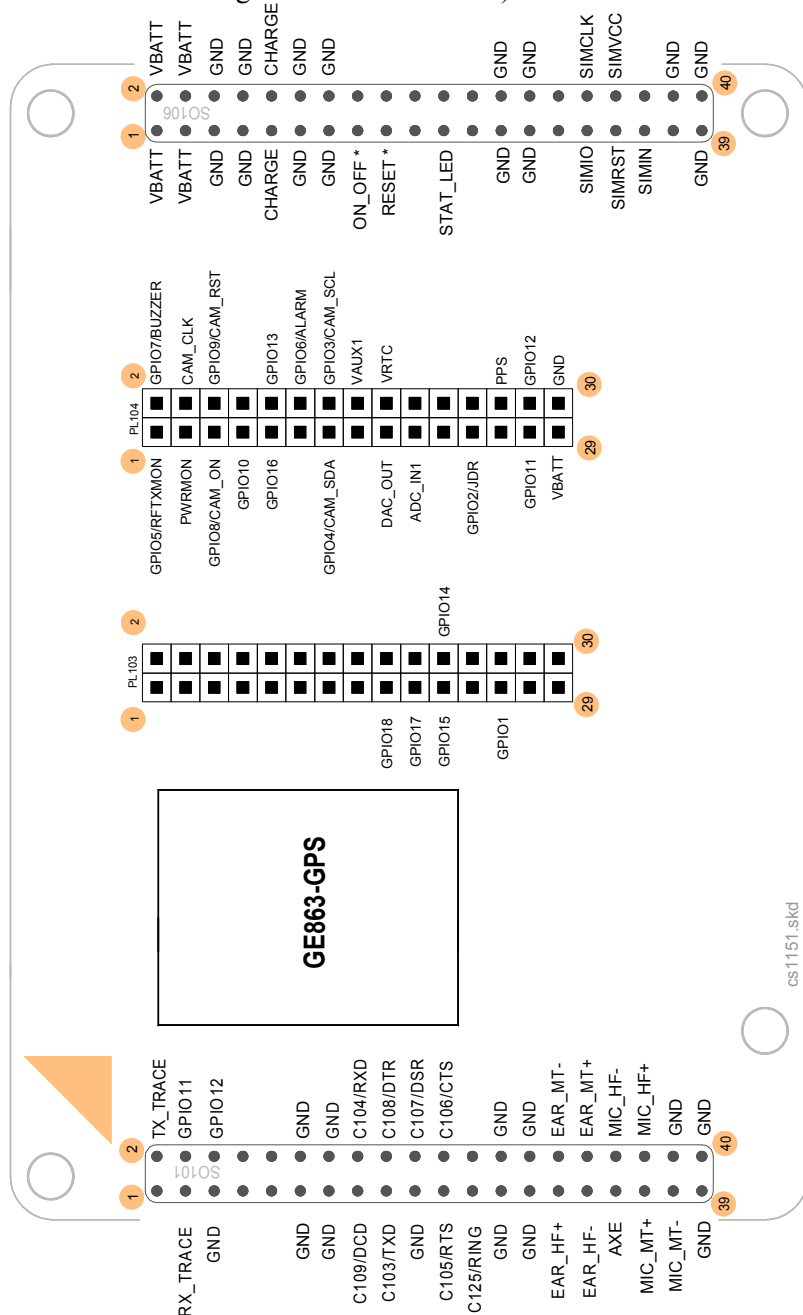 VBATT
VBATT
GND
GND
CHARGE
GND
GND
GND
GND
SIMCLK
SIMVCC
GND
GND
2
40
SO106
1
39
VBATT
VBATT
GND
GND
CHARGE
GND
GND
ON_OFF *
RESET *
STAT_LED
GND
GND
SIMIO
SIMRST
SIMIN
GND
GPIO7/BUZZER
CAM_CLK
GPIO9/CAM_RST
GPIO13
GPIO6/ALARM
GPIO3/CAM_SCL
VAUX1
VRTC
PPS
GPIO12
GND
2
30
PL104
1
29
GPIO5/RFTXMON
PWRMON
GPIO8/CAM_ON
GPIO10
GPIO16
GPIO4/CAM_SDA
DAC_OUT
ADC_IN1
GPIO2/JDR
GPIO11
VBATT
GPIO14
2
30
PL103
1
29
GPIO18
GPIO17
GPIO15
GPIO1
GE863-GPS
cs1151.skd
TX_TRACE
GPIO11
GPIO12
GND
GND
C104/RXD
C108/DTR
C107/DSR
C106/CTS
GND
GND
EAR_MT-
EAR_MT+
MIC_HF-
MIC_HF+
GND
GND
2
40
SO101
1
39
RX_TRACE
GND
GND
GND
C109/DCD
C103/TXD
GND
C105/RTS
C125/RING
GND
GND
EAR_HF+
EAR_HF-
AXE
MIC_MT+
MIC_MT-
GND